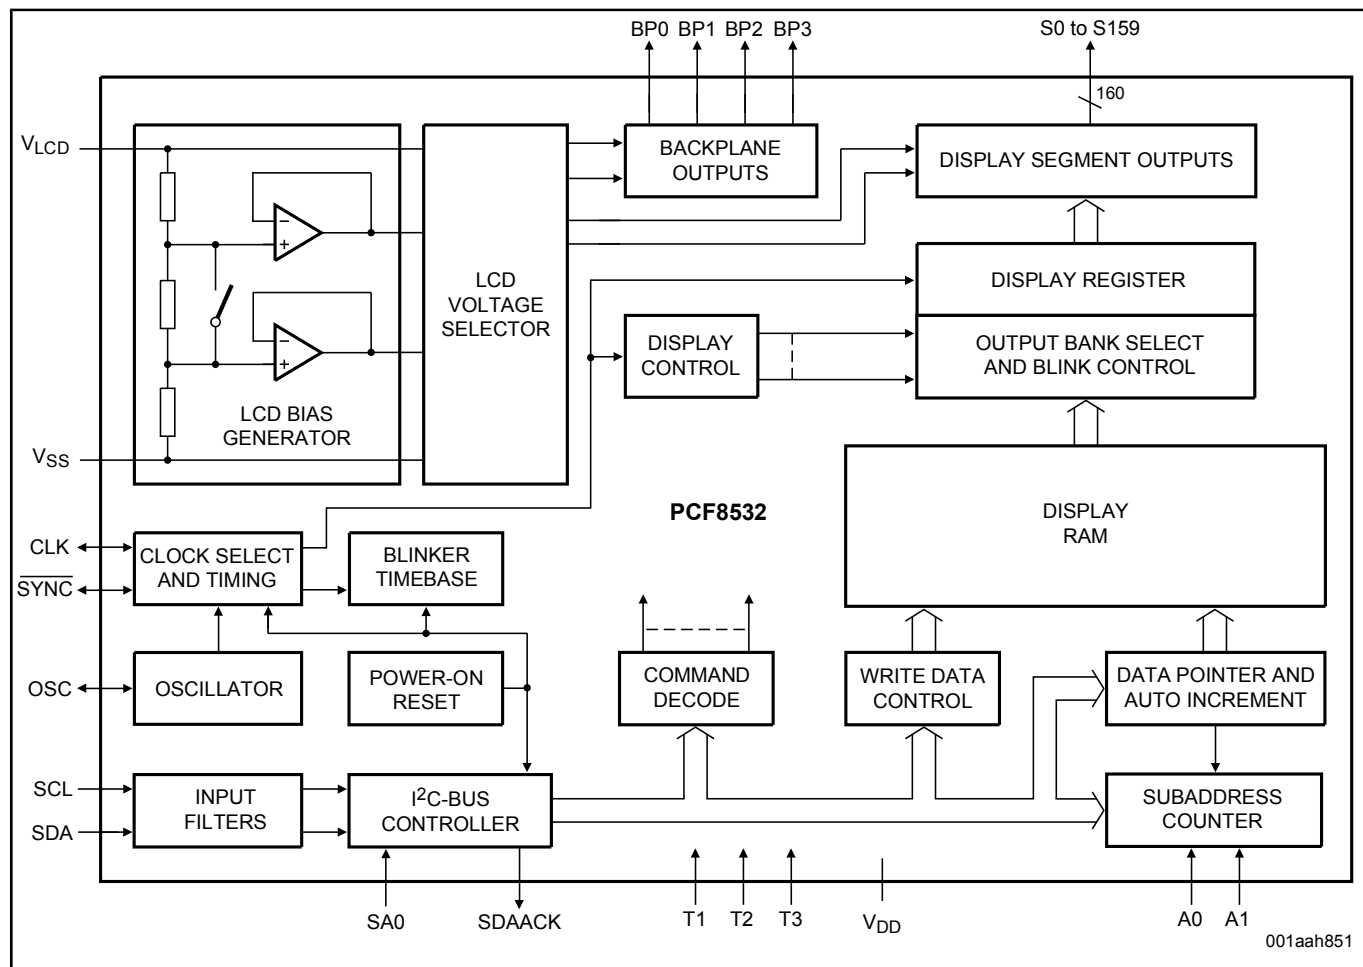 BP0 BP1 BP2 BP3 S0 to S159
160
VLCD
BACKPLANE
OUTPUTS
DISPLAY SEGMENT OUTPUTS
−
+
LCD
VOLTAGE
SELECTOR
DISPLAY REGISTER
−
+
DISPLAY
CONTROL
OUTPUT BANK SELECT
AND BLINK CONTROL
LCD BIAS
GENERATOR
VSS
PCF8532
DISPLAY
RAM
CLK
SYNC
CLOCK SELECT
AND TIMING
BLINKER
TIMEBASE
OSC
OSCILLATOR
POWER-ON
RESET
COMMAND
DECODE
WRITE DATA
CONTROL
DATA POINTER AND
AUTO INCREMENT
SCL
SDA
INPUT
FILTERS
I²C-BUS
CONTROLLER
SUBADDRESS
COUNTER
SA0 SDAACK T1 T2 T3 VDD A0 A1
001aah851